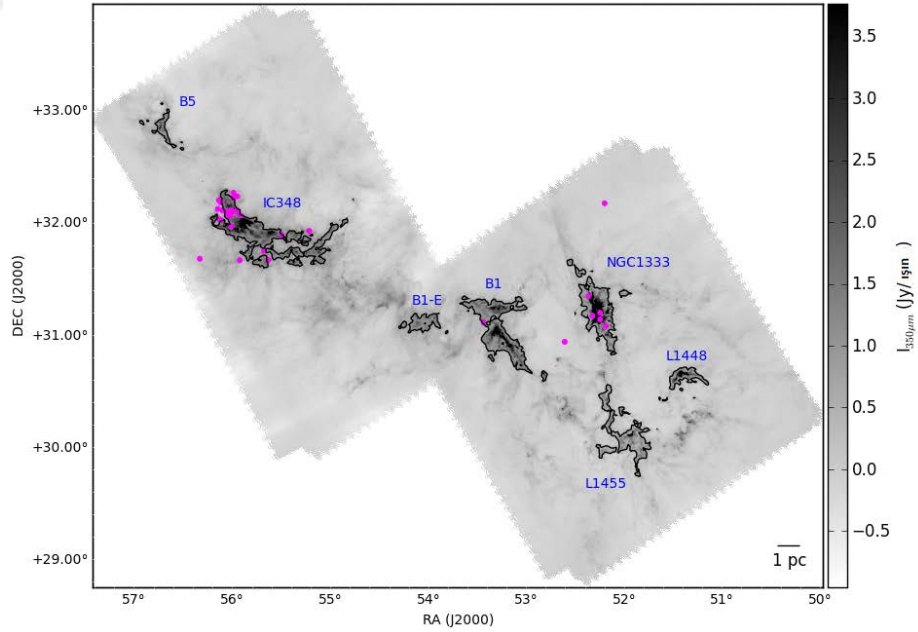 B5
+33.00°
IC348
+32.00°
NGC1333
B1
B1-E
+31.00°
L1448
+30.00°
L1455
+29.00°
1 pc
57° 56° 55° 54° 53° 52° 51° 50°
RA (J2000)
DEC (J2000)
3.5
3.0
2.5
2.0
1.5
1.0
0.5
0.0
−0.5
I350μm (Jy/